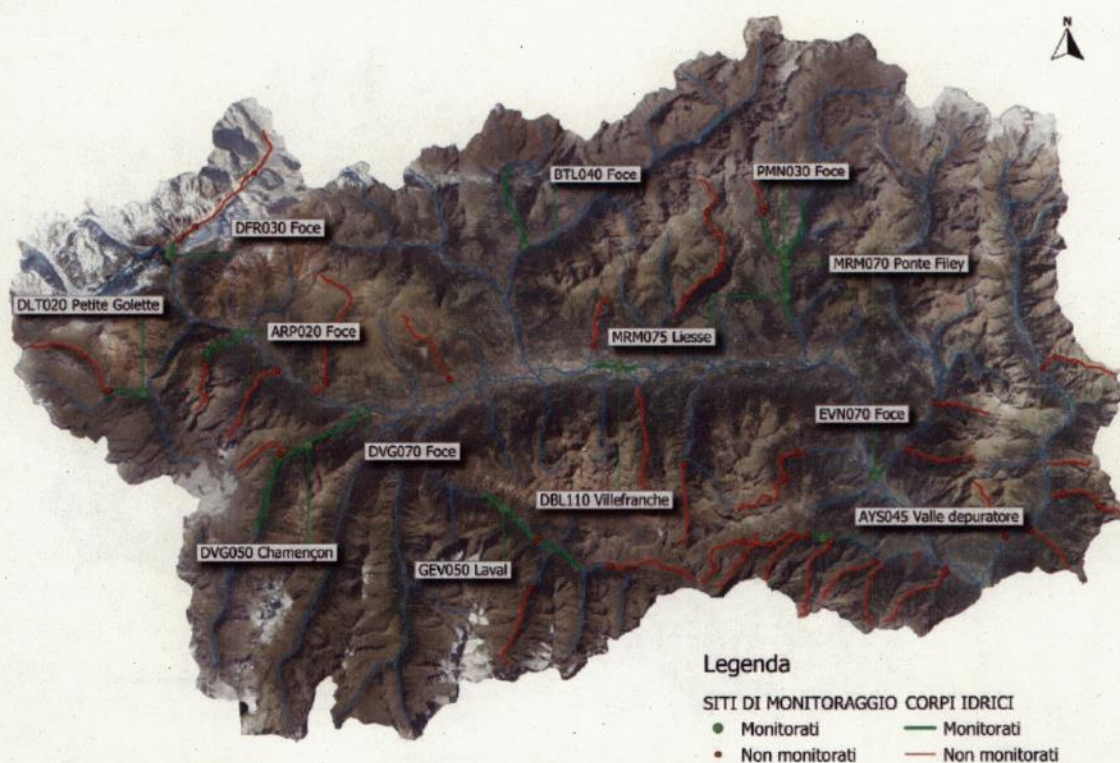 N
BTL040 Foce
PMN030 Foce
DFR030 Foce
MRM070 Ponte Filey
DLT020 Petite Golette
ARP020 Foce
MRM075 Liesse
EVN070 Foce
DVG070 Foce
DBL110 Villefranche
AYS045 Valle depuratore
DVG050 Chamençon
GEV050 Laval
Legenda
SITI DI MONITORAGGIO CORPI IDRICI
Monitorati Monitorati
Non monitorati Non monitorati